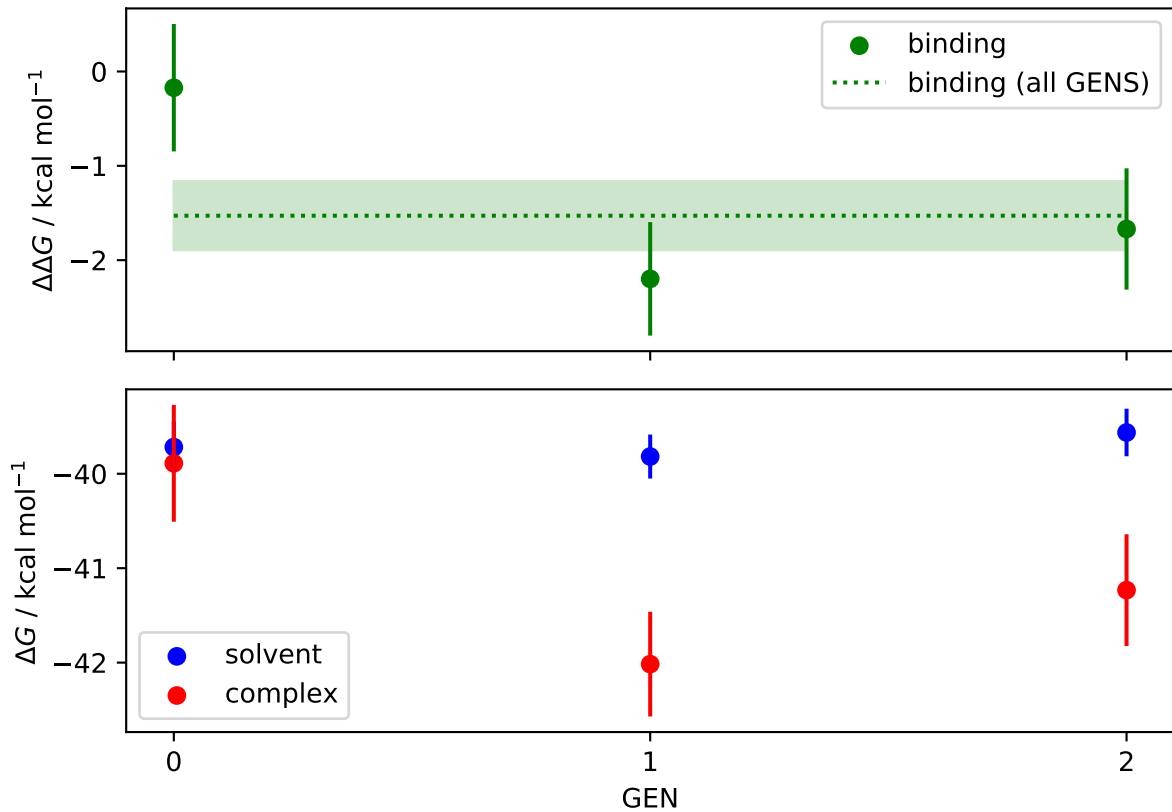 ΔΔG / kcal mol⁻¹
0
−1
−2
binding
binding (all GENS)
ΔG / kcal mol⁻¹
−40
−41
−42
solvent
complex
0
1
2
GEN